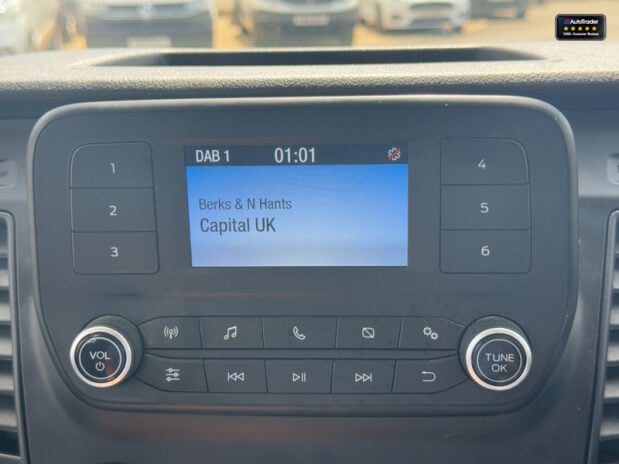 AutoTrader
DAB 1 01:01
Berks & N Hants
Capital UK
1
2
3
4
5
6
VOL
TUNE
OK